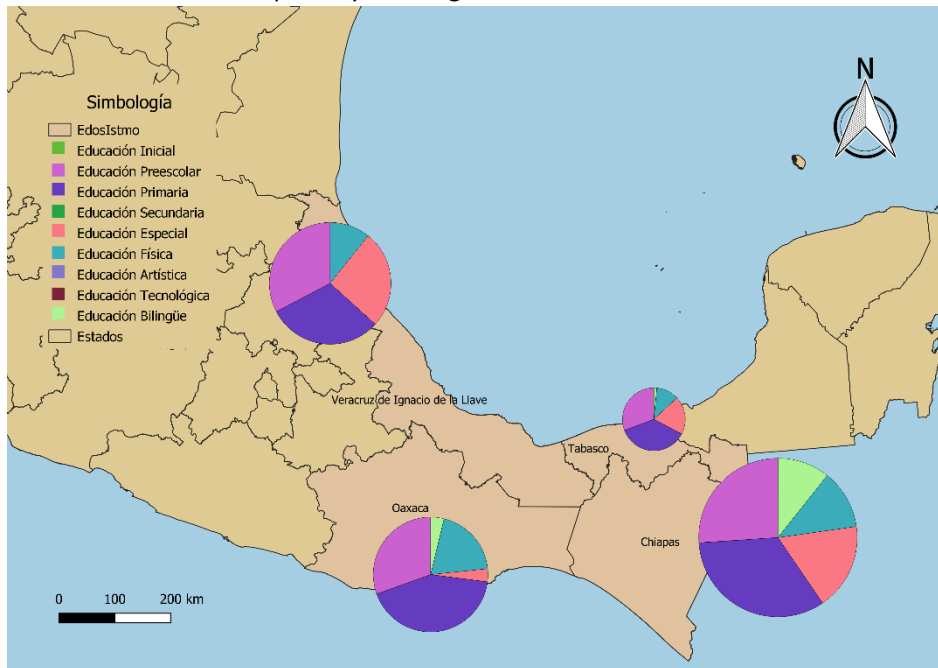 N
Simbología
EdosIstmo
Educación Inicial
Educación Preescolar
Educación Primaria
Educación Secundaria
Educación Especial
Educación Física
Educación Artística
Educación Tecnológica
Educación Bilingüe
Estados
Veracruz de Ignacio de la Llave
Tabasco
Oaxaca
Chiapas
0 100 200 km